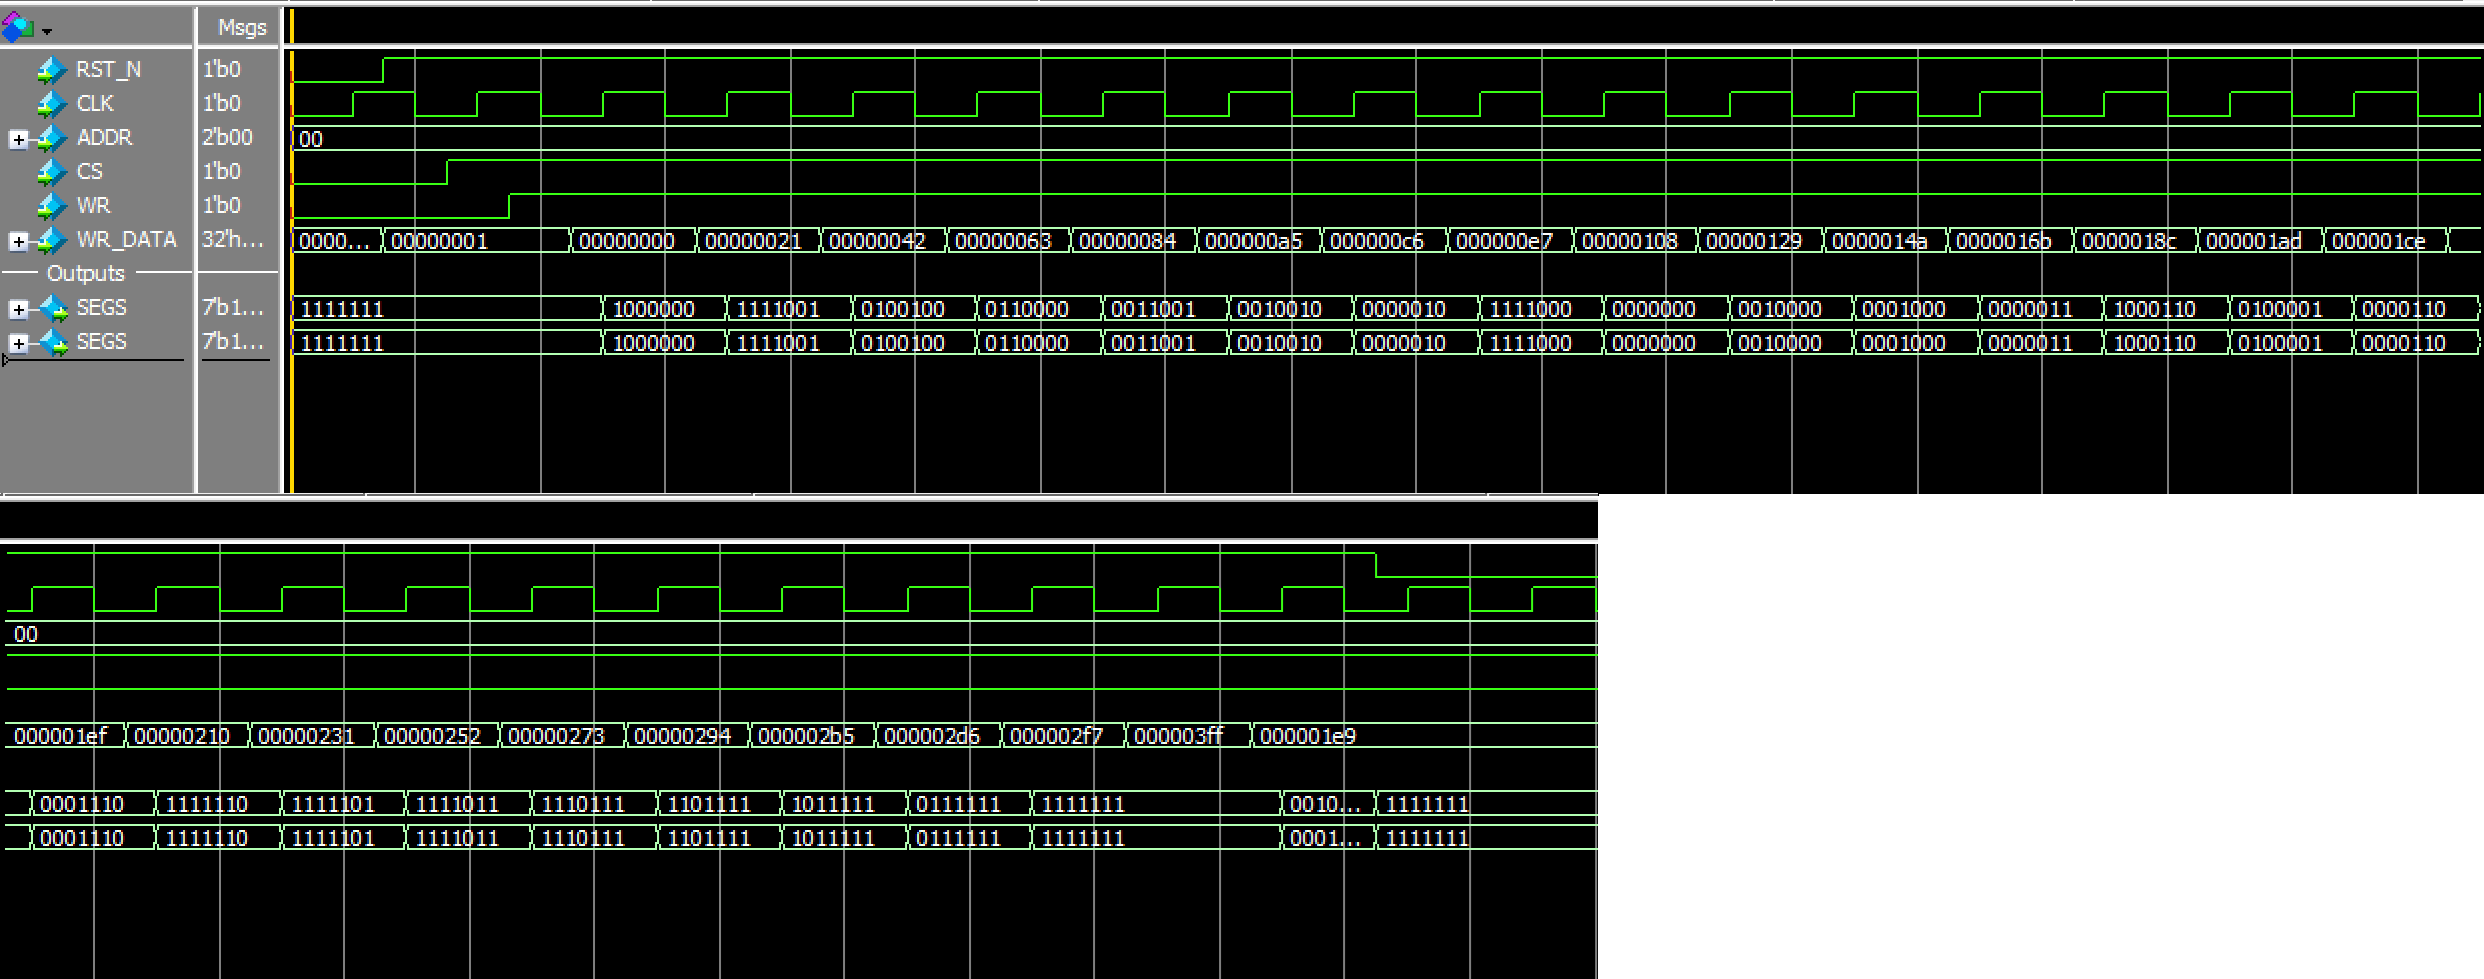 Msgs
RST_N 1'b0
CLK 1'b0
ADDR 2'b00 00
CS 1'b0
WR 1'b0
WR_DATA 32'h... 0000... 00000001 00000000 00000021 00000042 00000063 00000084 000000a5 000000c6 000000e7 00000108 00000129 0000014a 0000016b 0000018c 000001ad 000001ce
Outputs
SEGS 7'b1... 1111111 1000000 1111001 0100100 0110000 0011001 0010010 0000010 1111000 0000000 0010000 0001000 0000011 1000110 0100001 0000110
SEGS 7'b1... 1111111 1000000 1111001 0100100 0110000 0011001 0010010 0000010 1111000 0000000 0010000 0001000 0000011 1000110 0100001 0000110
00
000001ef 00000210 00000231 00000252 00000273 00000294 000002b5 000002d6 000002f7 000003ff 000001e9
0001110 1111110 1111101 1111011 1110111 1101111 1011111 0111111 1111111 0010... 1111111
0001110 1111110 1111101 1111011 1110111 1101111 1011111 0111111 1111111 0001... 1111111